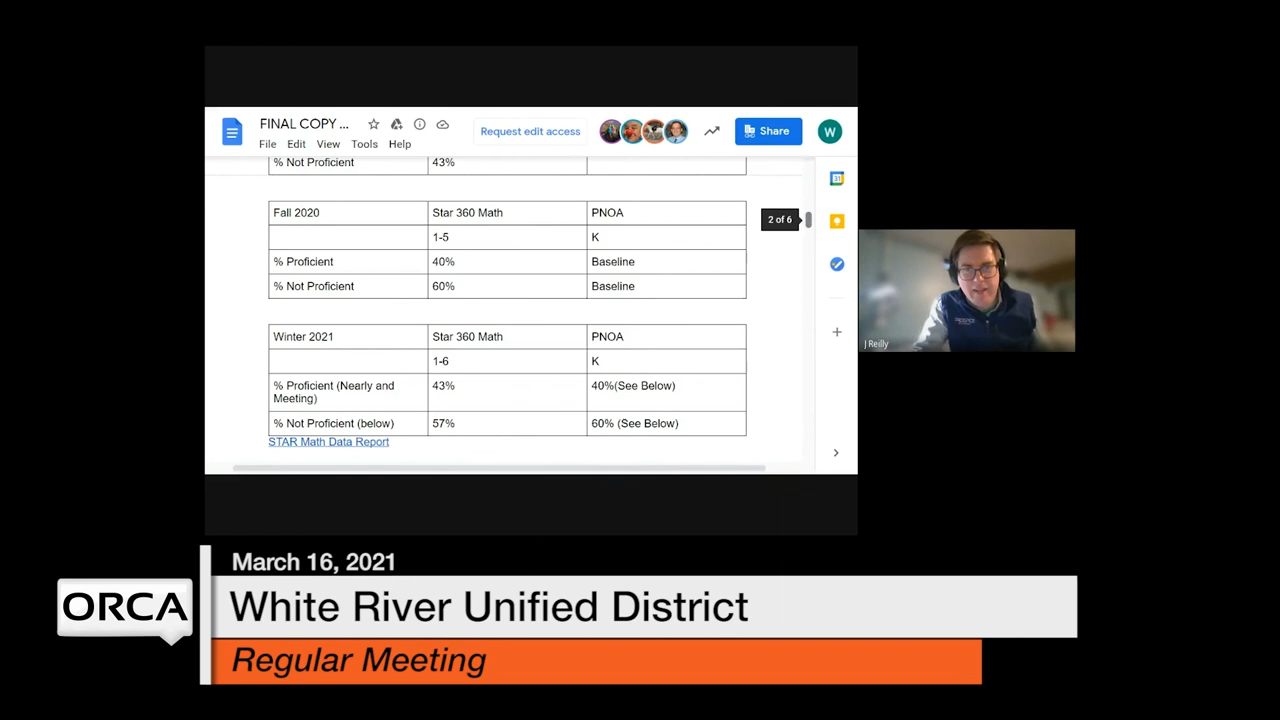 FINAL COPY ...
File Edit View Tools Help
Request edit access
Share
W
% Not Proficient 43%
Fall 2020 Star 360 Math PNOA
1-5 K
% Proficient 40% Baseline
% Not Proficient 60% Baseline
2 of 6
Winter 2021 Star 360 Math PNOA
1-6 K
% Proficient (Nearly and
Meeting) 43% 40%(See Below)
% Not Proficient (below) 57% 60% (See Below)
STAR Math Data Report
31
J Reilly
March 16, 2021
ORCA
White River Unified District
Regular Meeting